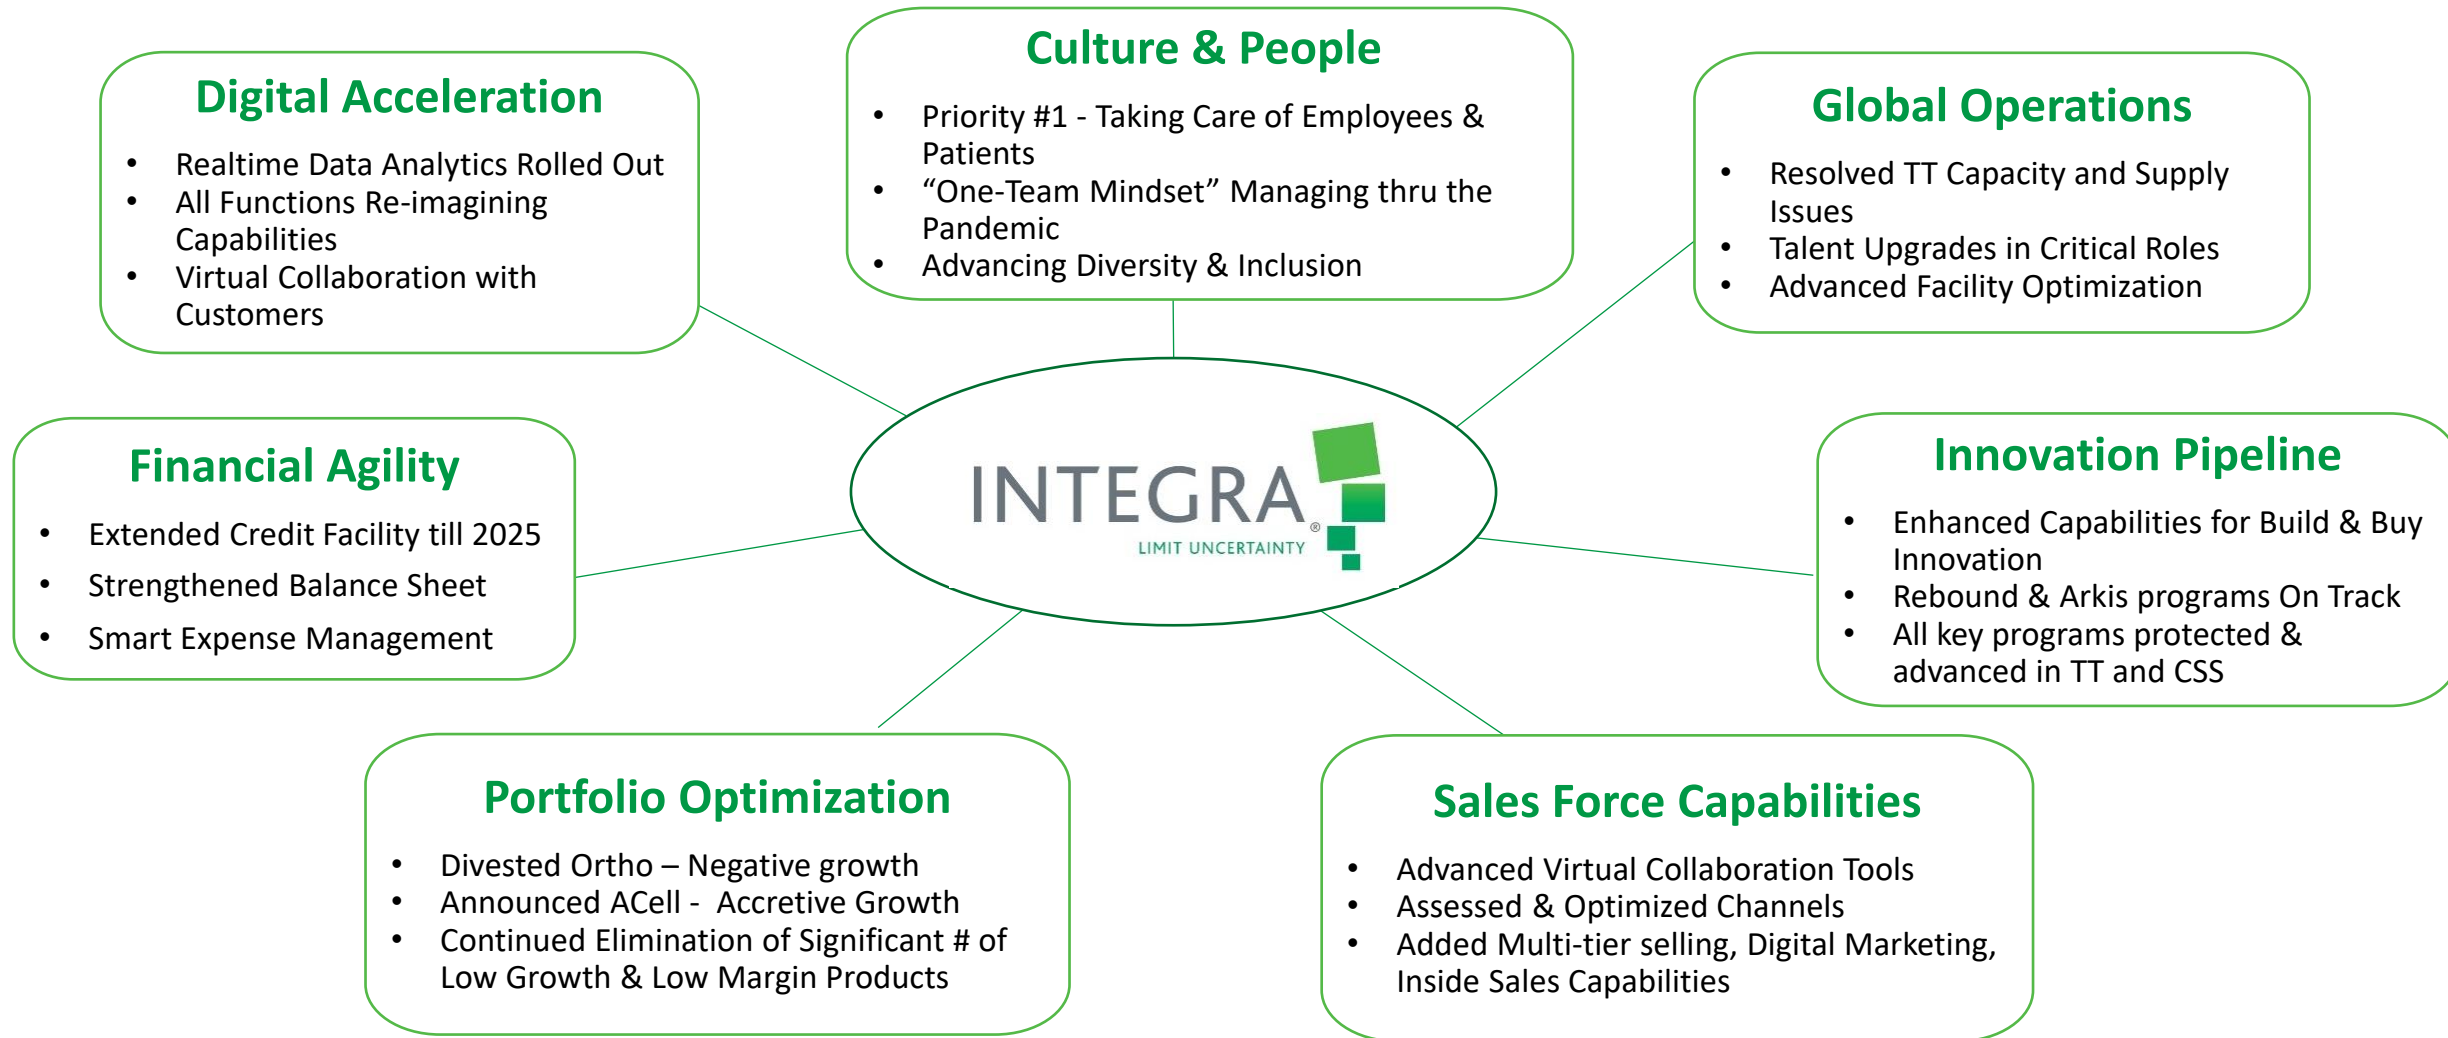 Culture & People
• Priority #1 - Taking Care of Employees &
Patients
• “One-Team Mindset” Managing thru the
Pandemic
• Advancing Diversity & Inclusion
Digital Acceleration
• Realtime Data Analytics Rolled Out
• All Functions Re-imagining
Capabilities
• Virtual Collaboration with
Customers
Global Operations
• Resolved TT Capacity and Supply
Issues
• Talent Upgrades in Critical Roles
• Advanced Facility Optimization
Financial Agility
• Extended Credit Facility till 2025
• Strengthened Balance Sheet
• Smart Expense Management
INTEGRA®
LIMIT UNCERTAINTY
Innovation Pipeline
• Enhanced Capabilities for Build & Buy
Innovation
• Rebound & Arkis programs On Track
• All key programs protected &
advanced in TT and CSS
Portfolio Optimization
• Divested Ortho – Negative growth
• Announced ACell - Accretive Growth
• Continued Elimination of Significant # of
Low Growth & Low Margin Products
Sales Force Capabilities
• Advanced Virtual Collaboration Tools
• Assessed & Optimized Channels
• Added Multi-tier selling, Digital Marketing,
Inside Sales Capabilities